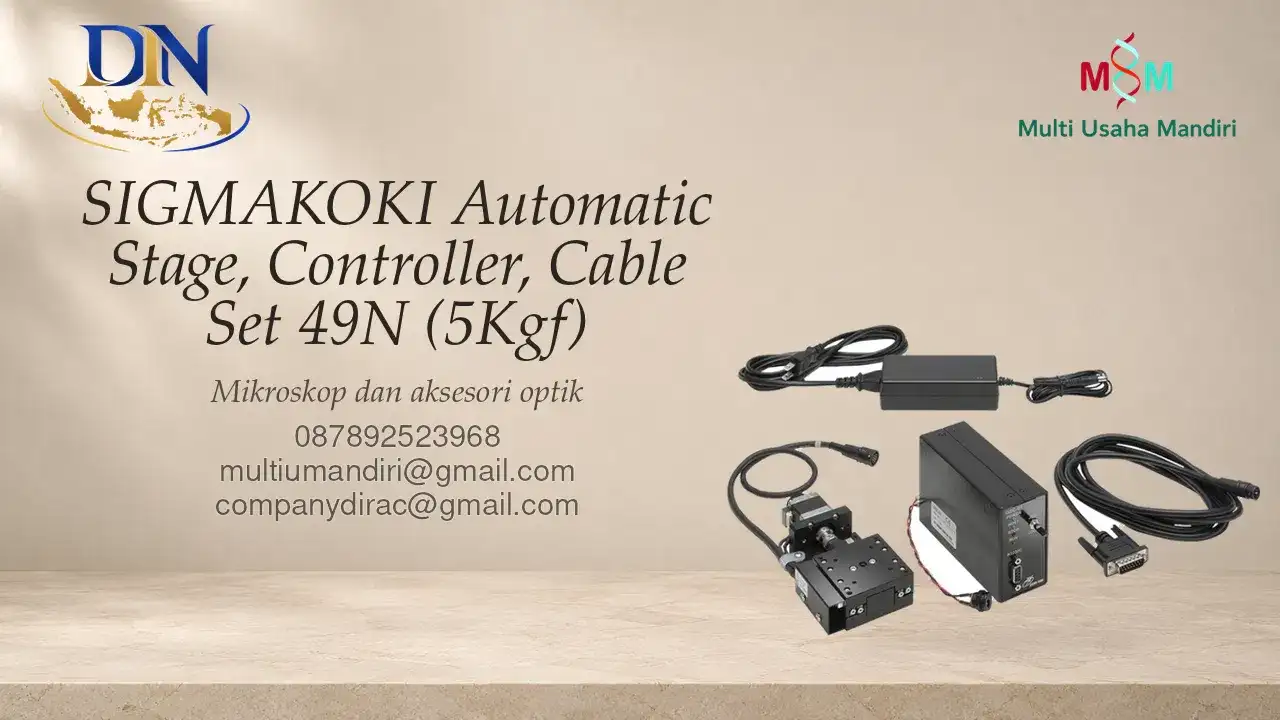 DIN
M M
Multi Usaha Mandiri
SIGMAKOKI Automatic
Stage, Controller, Cable
Set 49N (5Kgf)
Mikroskop dan aksesori optik
087892523968
multiumandiri@gmail.com
companydirac@gmail.com